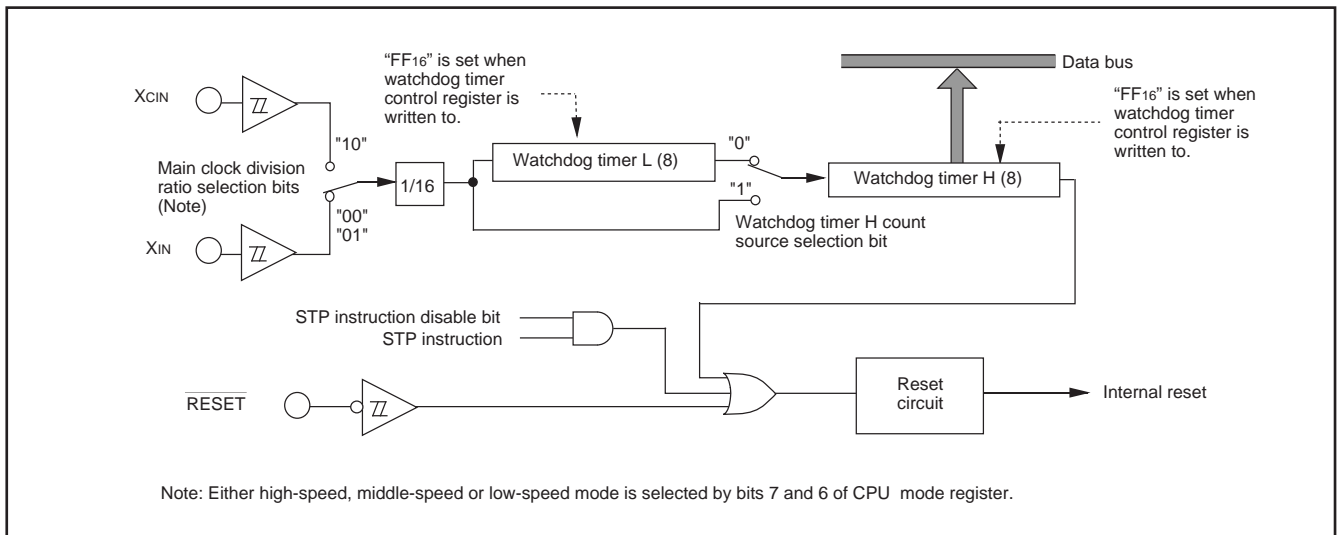 “FF16” is set when
watchdog timer
control register is
written to.
Data bus
XCIN
“FF16” is set when
watchdog timer
control register is
written to.
"10"
"0"
Main clock division
ratio selection bits
(Note)
1/16
Watchdog timer L (8)
Watchdog timer H (8)
"1"
"00"
"01"
Watchdog timer H count
source selection bit
XIN
STP instruction disable bit
STP instruction
RESET
Reset
circuit
Internal reset
Note: Either high-speed, middle-speed or low-speed mode is selected by bits 7 and 6 of CPU mode register.